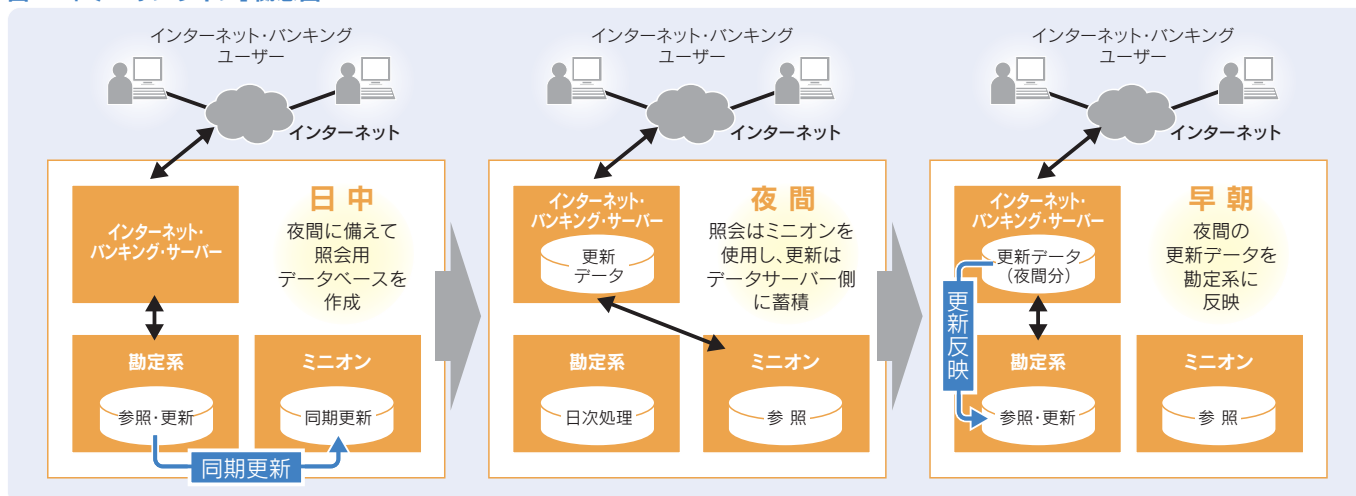 インターネット・バンキング
ユーザー
インターネット
日中
夜間に備えて
照会用
データベースを
作成
インターネット・
バンキング・サーバー
勘定系
参照・更新
ミニオン
同期更新
同期更新
インターネット・バンキング
ユーザー
インターネット
夜間
照会はミニオンを
使用し、更新は
データサーバー側
に蓄積
インターネット・
バンキング・サーバー
更新
データ
勘定系
日次処理
ミニオン
参照
インターネット・バンキング
ユーザー
インターネット
早朝
夜間の
更新データを
勘定系に
反映
インターネット・
バンキング・サーバー
更新データ
(夜間分)
更新反映
勘定系
参照・更新
ミニオン
参照